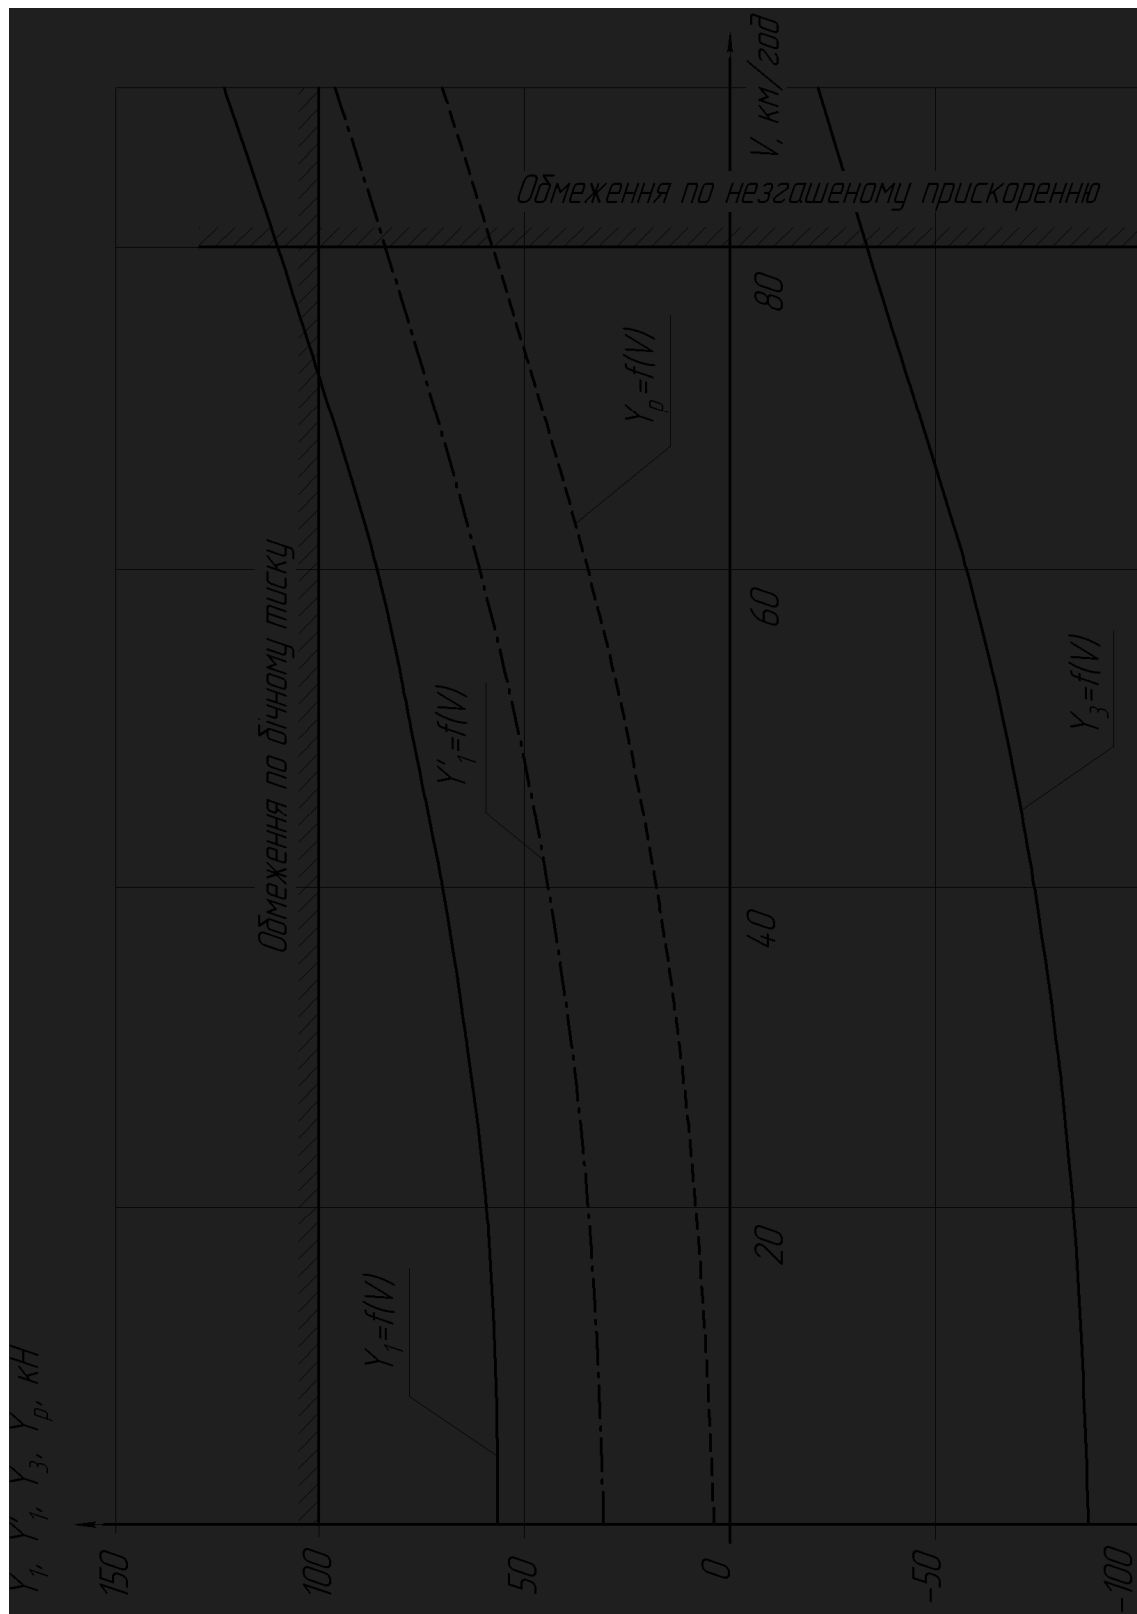 Y₁, Y'₁, Y₃, Yₚ, кН
150
100
50
0
-50
-100
Обмеження по бічному тиску
Y₁=f(V)
Y'₁=f(V)
Yₚ=f(V)
Y₃=f(V)
20
40
60
80
V, км/год
Обмеження по незгашеному прискоренню